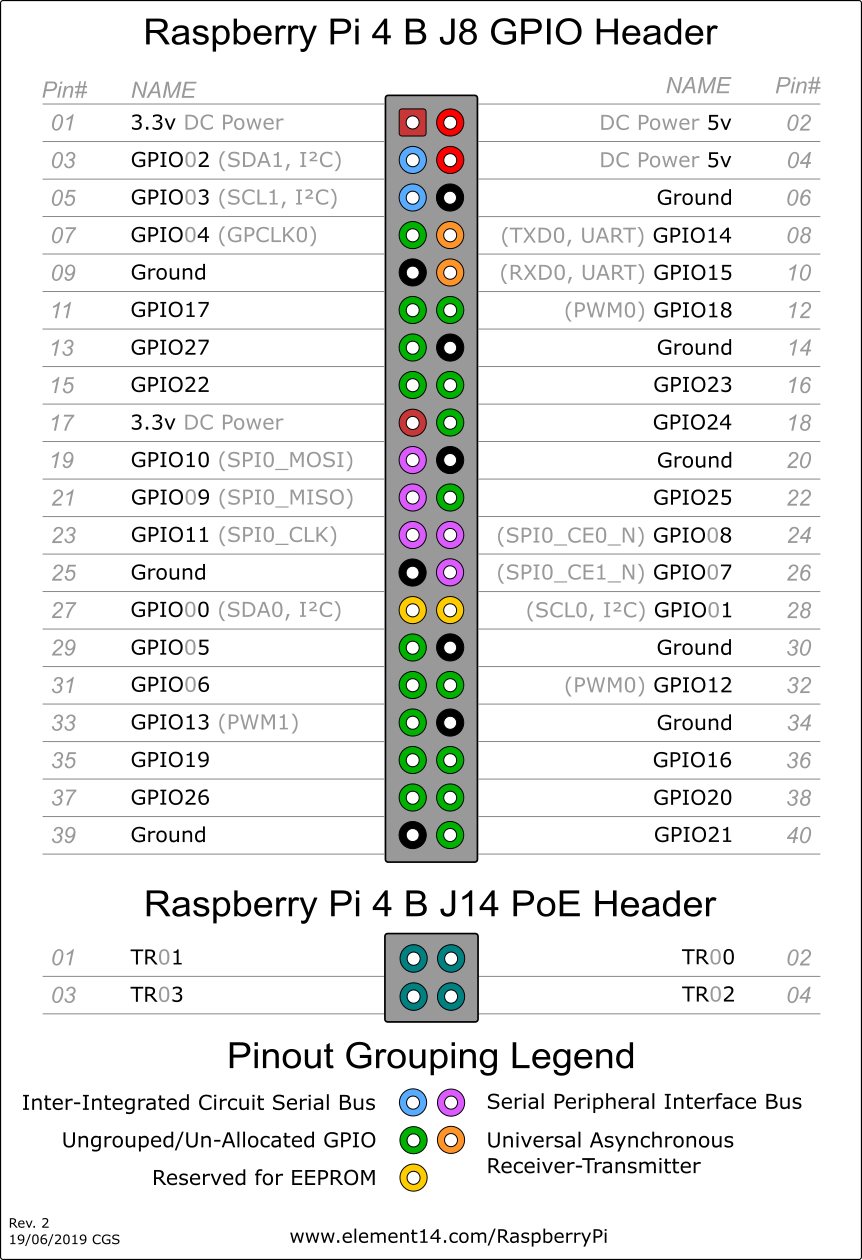 Raspberry Pi 4 B J8 GPIO Header
Pin# NAME NAME Pin#
01 3.3v DC Power DC Power 5v 02
03 GPIO02 (SDA1, I²C) DC Power 5v 04
05 GPIO03 (SCL1, I²C) Ground 06
07 GPIO04 (GPCLK0) (TXD0, UART) GPIO14 08
09 Ground (RXD0, UART) GPIO15 10
11 GPIO17 (PWM0) GPIO18 12
13 GPIO27 Ground 14
15 GPIO22 GPIO23 16
17 3.3v DC Power GPIO24 18
19 GPIO10 (SPI0_MOSI) Ground 20
21 GPIO09 (SPI0_MISO) GPIO25 22
23 GPIO11 (SPI0_CLK) (SPI0_CE0_N) GPIO08 24
25 Ground (SPI0_CE1_N) GPIO07 26
27 GPIO00 (SDA0, I²C) (SCL0, I²C) GPIO01 28
29 GPIO05 Ground 30
31 GPIO06 (PWM0) GPIO12 32
33 GPIO13 (PWM1) Ground 34
35 GPIO19 GPIO16 36
37 GPIO26 GPIO20 38
39 Ground GPIO21 40
Raspberry Pi 4 B J14 PoE Header
01 TR01 TR00 02
03 TR03 TR02 04
Pinout Grouping Legend
Inter-Integrated Circuit Serial Bus Serial Peripheral Interface Bus
Ungrouped/Un-Allocated GPIO Universal Asynchronous
Receiver-Transmitter
Reserved for EEPROM
Rev. 2
19/06/2019 CGS www.element14.com/RaspberryPi